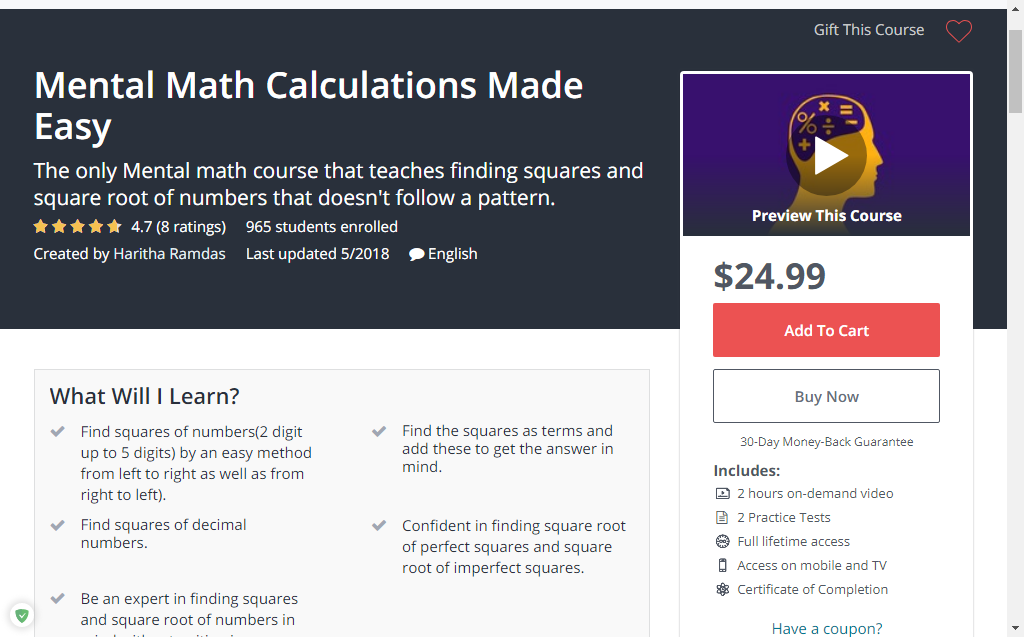 Gift This Course
Mental Math Calculations Made
Easy
The only Mental math course that teaches finding squares and
square root of numbers that doesn't follow a pattern.
4.7 (8 ratings) 965 students enrolled
Created by Haritha Ramdas Last updated 5/2018 English
Preview This Course
$24.99
Add To Cart
Buy Now
30-Day Money-Back Guarantee
Includes:
2 hours on-demand video
2 Practice Tests
Full lifetime access
Access on mobile and TV
Certificate of Completion
Have a coupon?
What Will I Learn?
Find squares of numbers(2 digit
up to 5 digits) by an easy method
from left to right as well as from
right to left).
Find the squares as terms and
add these to get the answer in
mind.
Find squares of decimal
numbers.
Confident in finding square root
of perfect squares and square
root of imperfect squares.
Be an expert in finding squares
and square root of numbers in